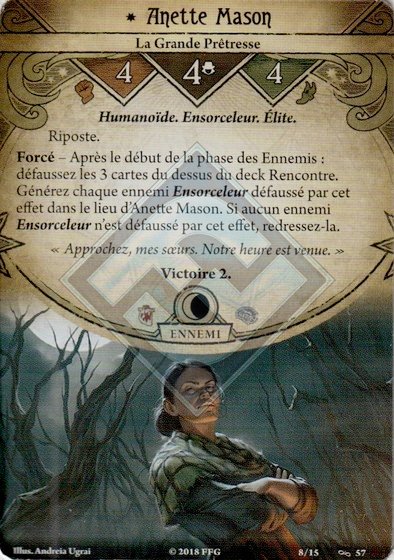 Anette Mason
La Grande Prêtresse
4 4 4
Humanoïde. Ensorceleur. Élite.
Riposte.
Forcé – Après le début de la phase des Ennemis :
défaussez les 3 cartes du dessus du deck Rencontre.
Générez chaque ennemi Ensorceleur défaussé par cet
effet dans le lieu d'Anette Mason. Si aucun ennemi
Ensorceleur n'est défaussé par cet effet, redressez-la.
« Approchez, mes sœurs. Notre heure est venue. »
Victoire 2.
ENNEMI
Illus. Andreia Ugrai © 2018 FFG 8/15 57